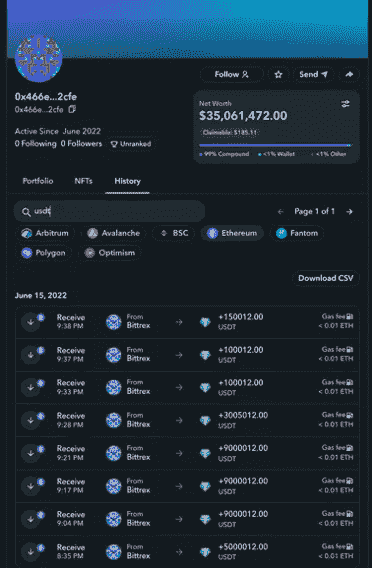 Follow
Send
0x466e...2cfe
0x466e...2cfe
Net Worth
$35,061,472.00
Claimable: $185.11
99% Compound <1% Wallet <1% Other
Active Since June 2022
0 Following 0 Followers Unranked
Portfolio NFTs History
usdt
Page 1 of 1
Arbitrum Avalanche BSC Ethereum Fantom
Polygon Optimism
Download CSV
June 15, 2022
Receive From +150012.00 Gas fee
9:38 PM Bittrex USDT < 0.01 ETH
Receive From +100012.00 Gas fee
9:37 PM Bittrex USDT < 0.01 ETH
Receive From +100012.00 Gas fee
9:33 PM Bittrex USDT < 0.01 ETH
Receive From +3005012.00 Gas fee
9:28 PM Bittrex USDT < 0.01 ETH
Receive From +9000012.00 Gas fee
9:21 PM Bittrex USDT < 0.01 ETH
Receive From +9000012.00 Gas fee
9:17 PM Bittrex USDT < 0.01 ETH
Receive From +9000012.00 Gas fee
9:04 PM Bittrex USDT < 0.01 ETH
Receive From +5000012.00 Gas fee
8:35 PM Bittrex USDT < 0.01 ETH